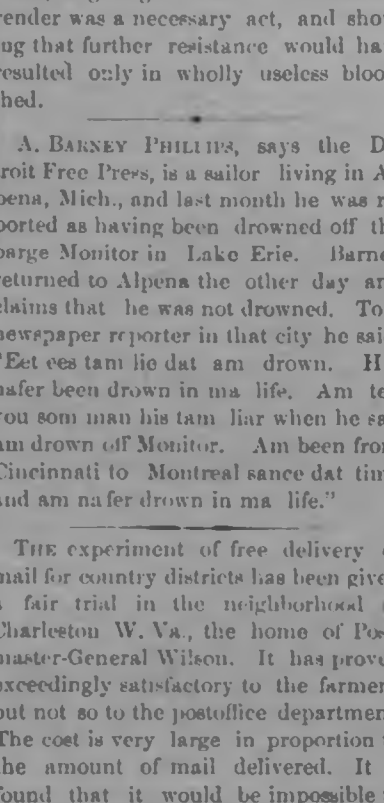 render was a necessary act, and sho
ng that further resistance would ha
resulted only in wholly useless bloo
hed.
A. BARNEY PHILLIPS, says the D
troit Free Press, is a sailor living in A
pena, Mich., and last month he was r
ported as having been drowned off th
barge Monitor in Lake Erie. Barne
returned to Alpena the other day an
claims that he was not drowned. To
newspaper reporter in that city he sai
"Eet ees tam lie dat am drown. H
nafer been drown in ma life. Am te
you som man his tam liar when he sa
am drown off Monitor. Am been fron
Cincinnati to Montreal sance dat tim
and am nafer drown in ma life."
THE experiment of free delivery
mail for country districts has been give
a fair trial in the neighborhood
Charleston W. Va., the home of Pos
master-General Wilson. It has prove
exceedingly satisfactory to the farmer
but not so to the postoffice departmen
The cost is very large in proportion
the amount of mail delivered. It
found that it would be impossible